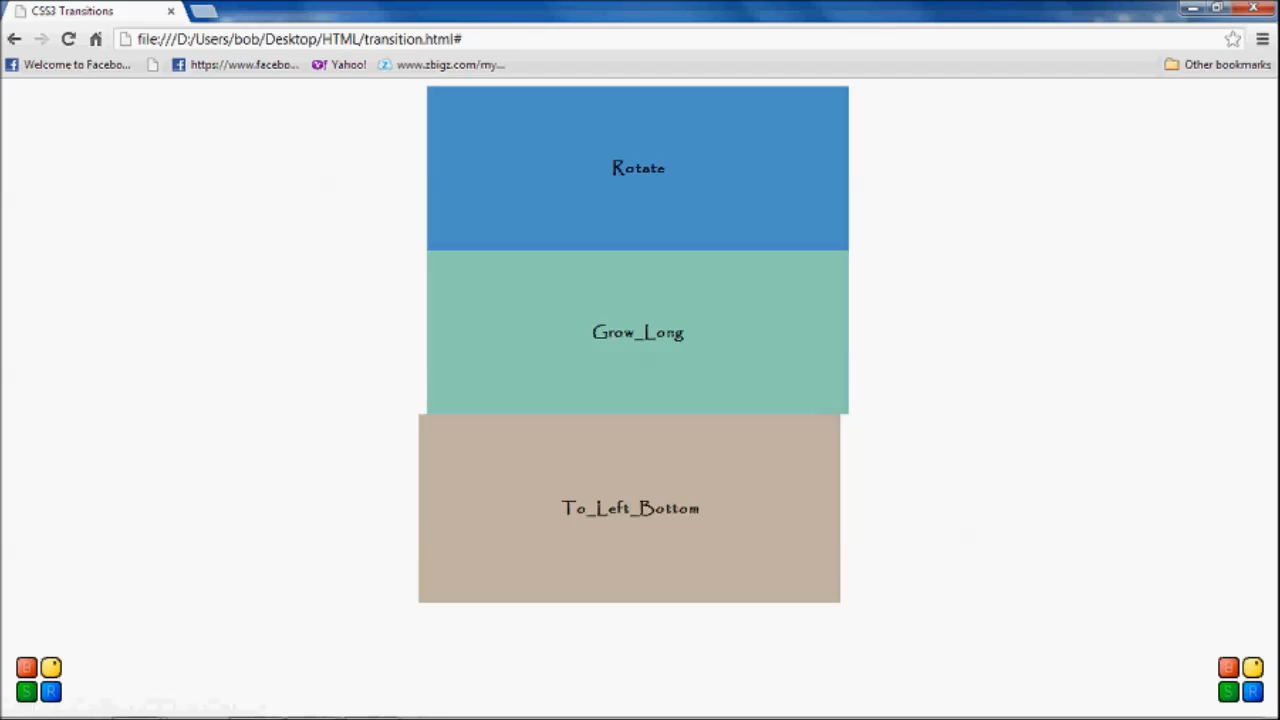 CSS3 Transitions
file:///D:/Users/bob/Desktop/HTML/transition.html#
Welcome to Facebo... https://www.facebo... Yahoo! www.zbigz.com/my... Other bookmarks
Rotate
Grow_Long
To_Left_Bottom
B B
S R S R